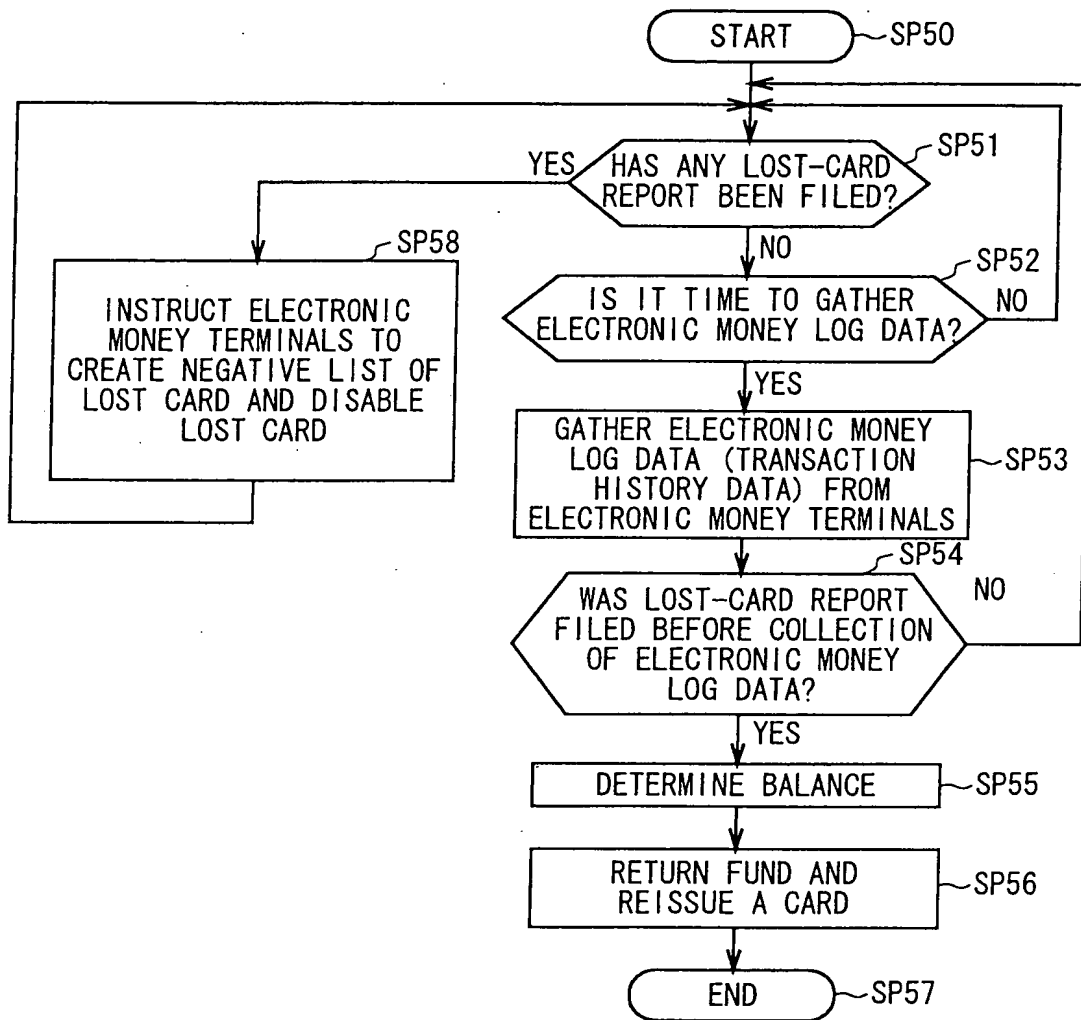 START
SP50
HAS ANY LOST-CARD
REPORT BEEN FILED?
SP51
YES
NO
SP58
INSTRUCT ELECTRONIC
MONEY TERMINALS TO
CREATE NEGATIVE LIST OF
LOST CARD AND DISABLE
LOST CARD
SP52
IS IT TIME TO GATHER
ELECTRONIC MONEY LOG DATA?
NO
YES
GATHER ELECTRONIC MONEY
LOG DATA (TRANSACTION
HISTORY DATA) FROM
ELECTRONIC MONEY TERMINALS
SP53
SP54
WAS LOST-CARD REPORT
FILED BEFORE COLLECTION
OF ELECTRONIC MONEY
LOG DATA?
NO
YES
DETERMINE BALANCE
SP55
RETURN FUND AND
REISSUE A CARD
SP56
END
SP57